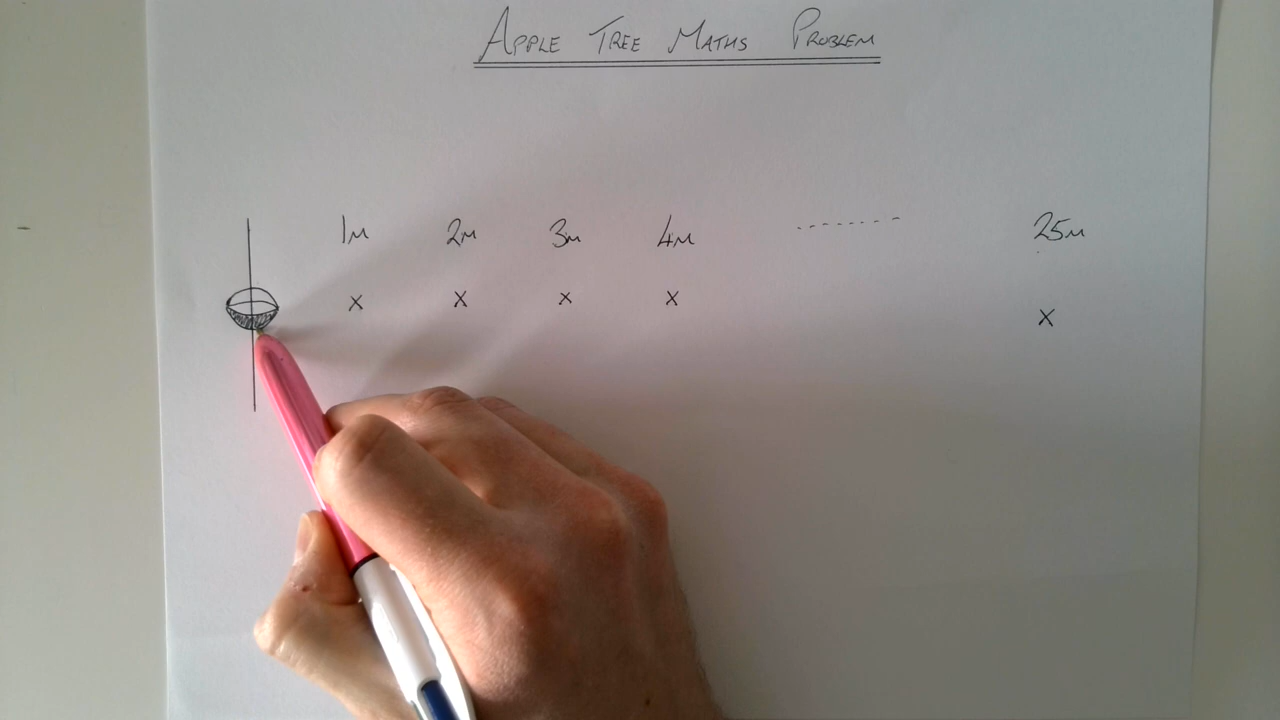 APPLE TREE MATHS PROBLEM
1M 2M 3M 4M ....... 25M
X X X X X